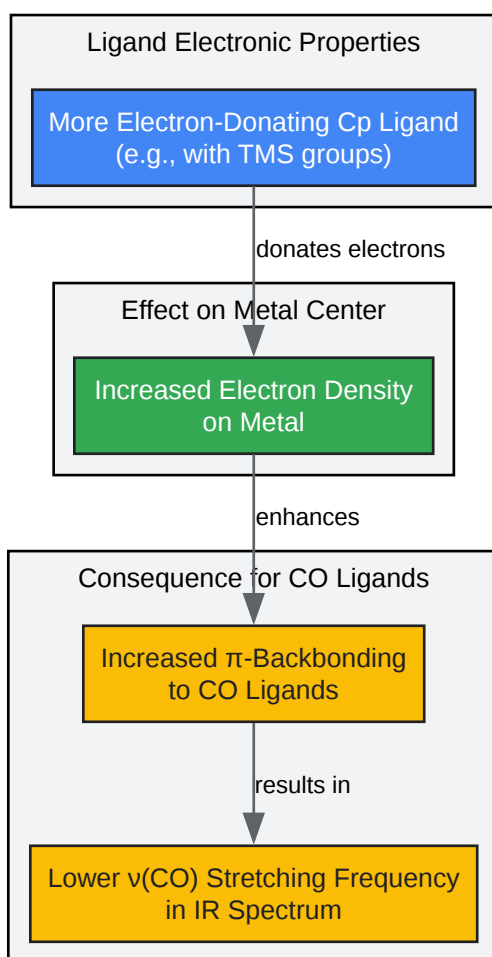 Ligand Electronic Properties
More Electron-Donating Cp Ligand
(e.g., with TMS groups)
donates electrons
Effect on Metal Center
Increased Electron Density
on Metal
enhances
Consequence for CO Ligands
Increased π-Backbonding
to CO Ligands
results in
Lower ν(CO) Stretching Frequency
in IR Spectrum